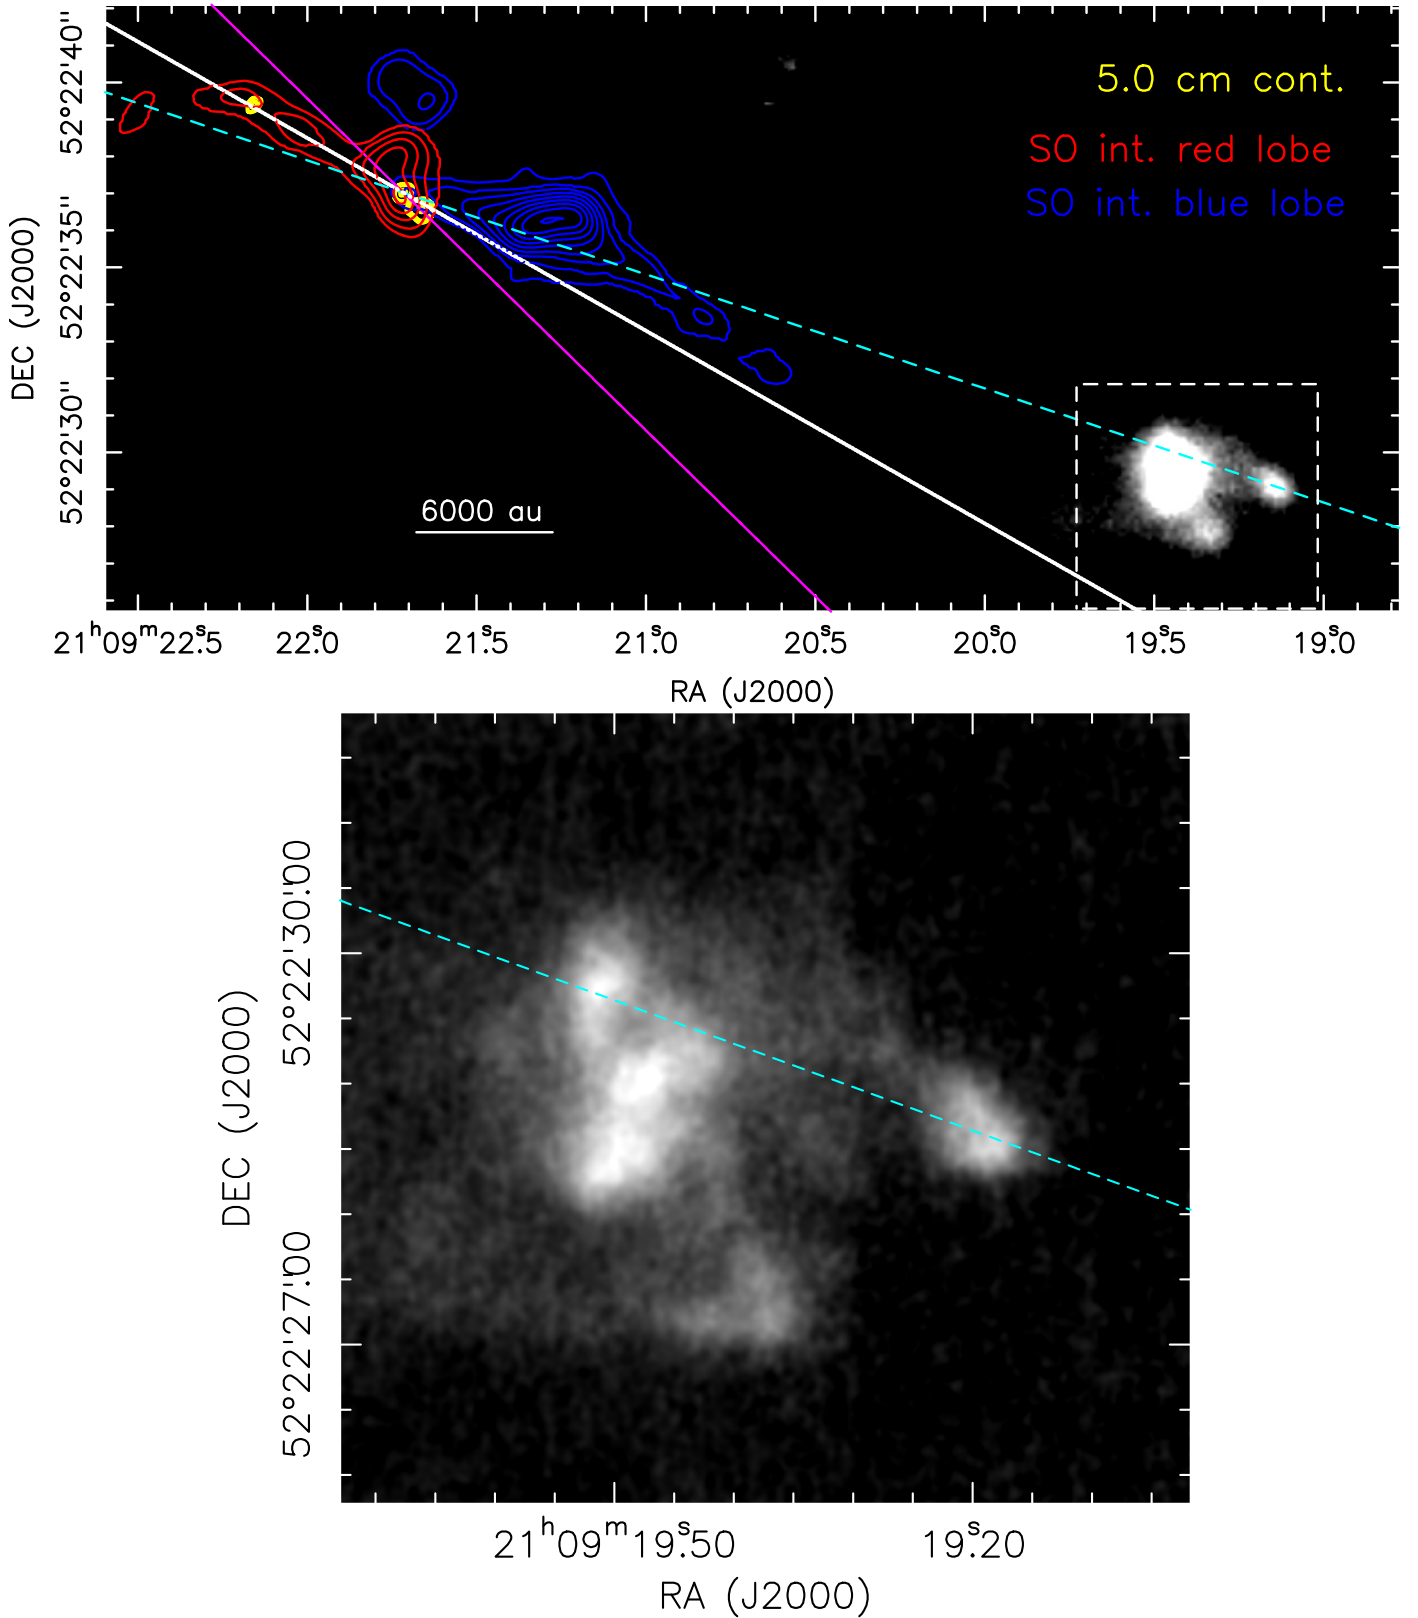 52°22'40"
5.0 cm cont.
SO int. red lobe
SO int. blue lobe
52°22'35"
DEC (J2000)
52°22'30"
6000 au
21ʰ09ᵐ22ˢ.5 22ˢ.0 21ˢ.5 21ˢ.0 20ˢ.5 20ˢ.0 19ˢ.5 19ˢ.0
RA (J2000)
52°22'30"00
DEC (J2000)
52°22'27"00
21ʰ09ᵐ19ˢ.50 19ˢ.20
RA (J2000)